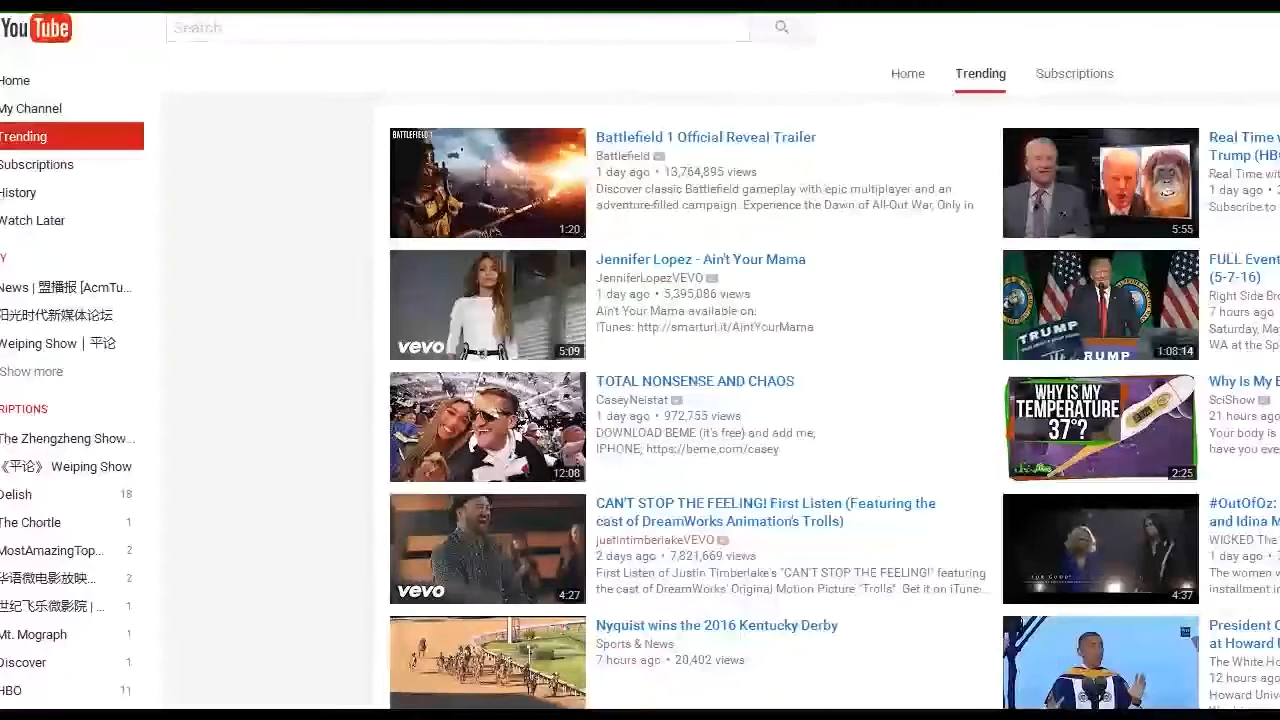 YouTube
Search
Home
Trending
Subscriptions
Home
My Channel
Trending
Subscriptions
History
Watch Later
Y
News | 盟播报 [AcmTu...
阳光时代新媒体论坛
Weiping Show | 平论
Show more
RIPTIONS
The Zhengzheng Show...
《平论》 Weiping Show
Delish 18
The Chortle 1
MostAmazingTop... 2
华语微电影放映... 2
世纪飞乐微影院 | ... 1
Mt. Mograph 1
Discover 1
HBO 11
BATTLEFIELD 1
1:20
Battlefield 1 Official Reveal Trailer
Battlefield
1 day ago • 13,764,895 views
Discover classic Battlefield gameplay with epic multiplayer and an
adventure-filled campaign. Experience the Dawn of All-Out War, Only in
5:55
Real Time
Trump (HB
Real Time wit
1 day ago •
Subscribe to
vevo
5:09
Jennifer Lopez - Ain't Your Mama
JenniferLopezVEVO
1 day ago • 5,395,086 views
Ain't Your Mama available on:
iTunes: http://smarturl.it/AintYourMama
TRUMP
TRUMP
1:08:14
FULL Event
(5-7-16)
Right Side Br
7 hours ago
Saturday, Ma
WA at the Sp
12:08
TOTAL NONSENSE AND CHAOS
CaseyNeistat
1 day ago • 972,755 views
DOWNLOAD BEME (it's free) and add me;
IPHONE; https://beme.com/casey
WHY IS MY
TEMPERATURE
37°?
2:25
Why Is My B
SciShow
21 hours ago
Your body is
have you eve
vevo
4:27
CAN'T STOP THE FEELING! First Listen (Featuring the
cast of DreamWorks Animation's Trolls)
justintimberlakeVEVO
2 days ago • 7,821,669 views
First Listen of Justin Timberlake's "CAN'T STOP THE FEELING!" featuring
the cast of DreamWorks' Original Motion Picture "Trolls" Get it on iTune...
FOR GOOD
4:37
#OutOfOz:
and Idina M
WICKED The
1 day ago •
The women
installment i
Nyquist wins the 2016 Kentucky Derby
Sports & News
7 hours ago • 20,402 views
President O
at Howard U
The White Ho
12 hours ago
Howard Univ